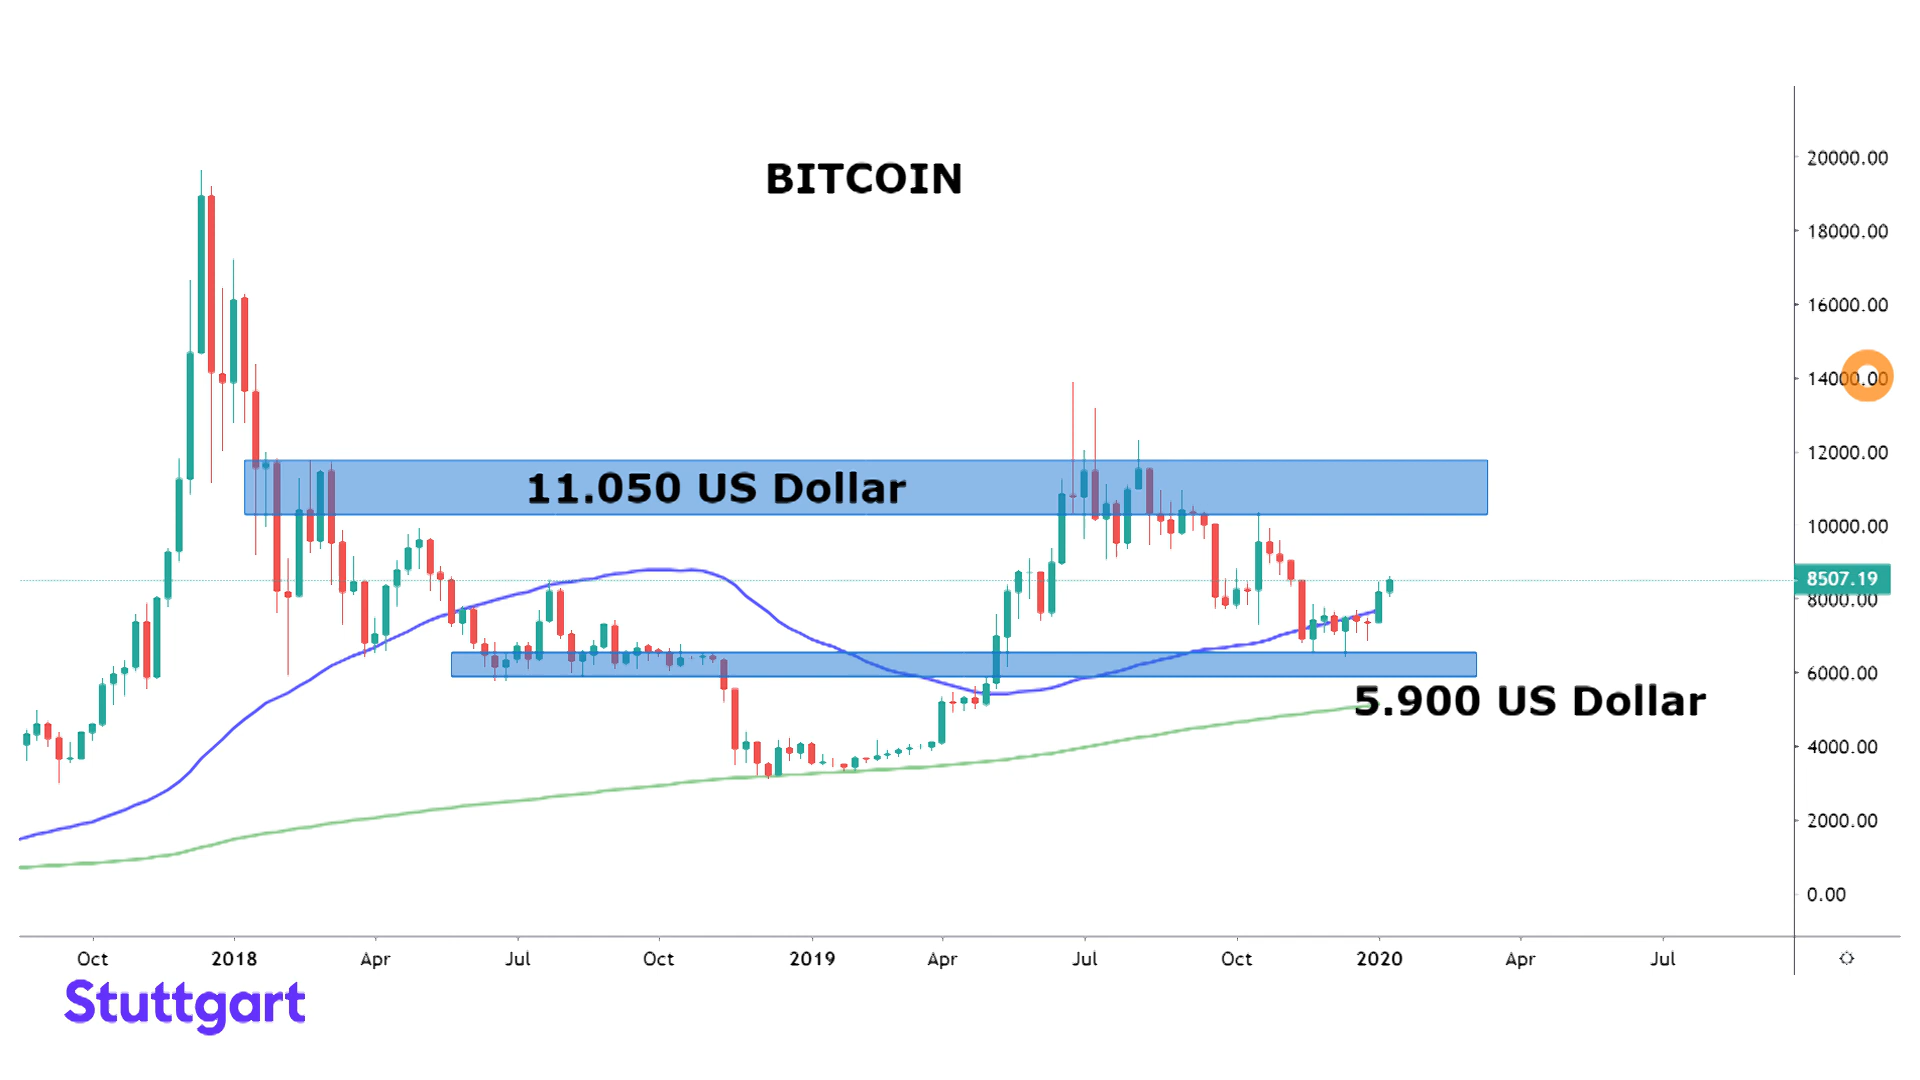 BITCOIN
20000.00
18000.00
16000.00
14000.00
12000.00
11.050 US Dollar
10000.00
8507.19
8000.00
6000.00
5.900 US Dollar
4000.00
2000.00
0.00
Oct 2018 Apr Jul Oct 2019 Apr Jul Oct 2020 Apr Jul
Stuttgart